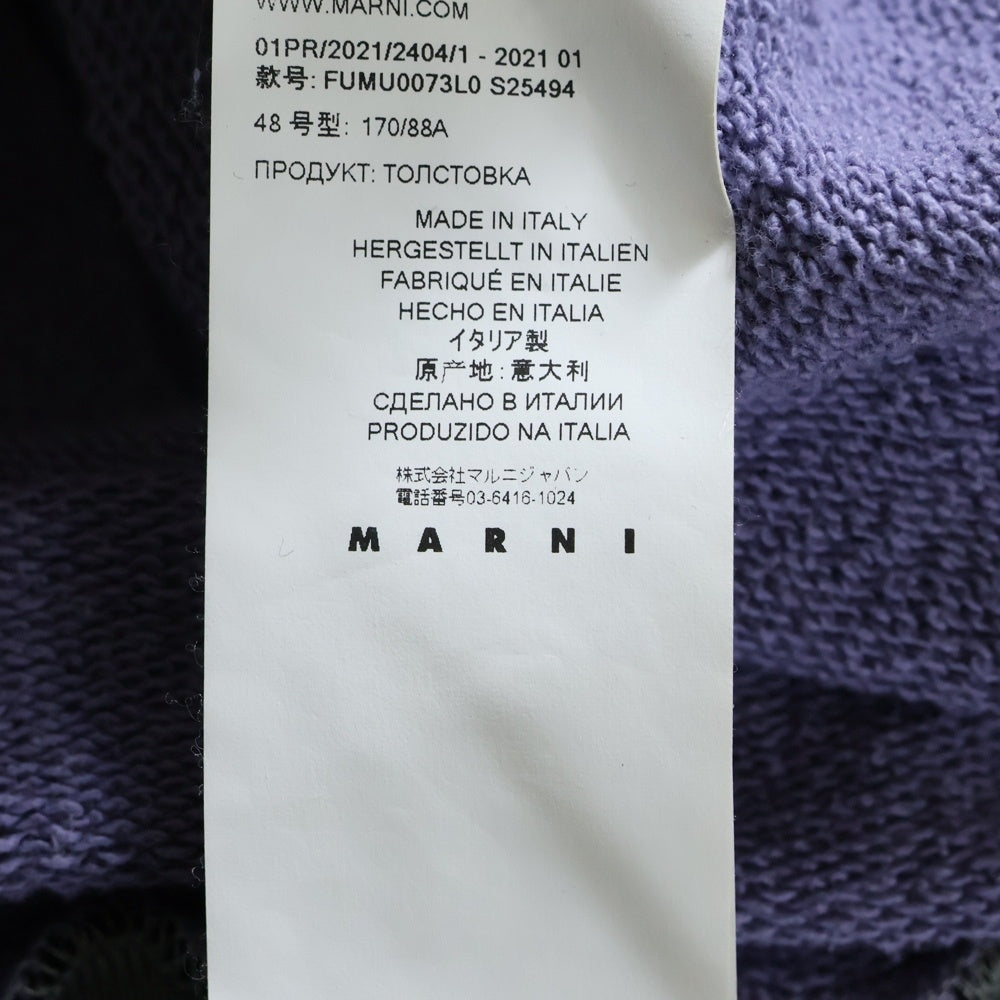 WWW.MARNI.COM
01PR/2021/2404/1 - 2021 01
款号: FUMU0073L0 S25494
48 号型: 170/88A
ПРОДУКТ: ТОЛСТОВКА
MADE IN ITALY
HERGESTELLT IN ITALIEN
FABRIQUÉ EN ITALIE
HECHO EN ITALIA
イタリア製
原产地 : 意大利
СДЕЛАНО В ИТАЛИИ
PRODUZIDO NA ITALIA
株式会社マルニジャパン
電話番号03-6416-1024
MARNI